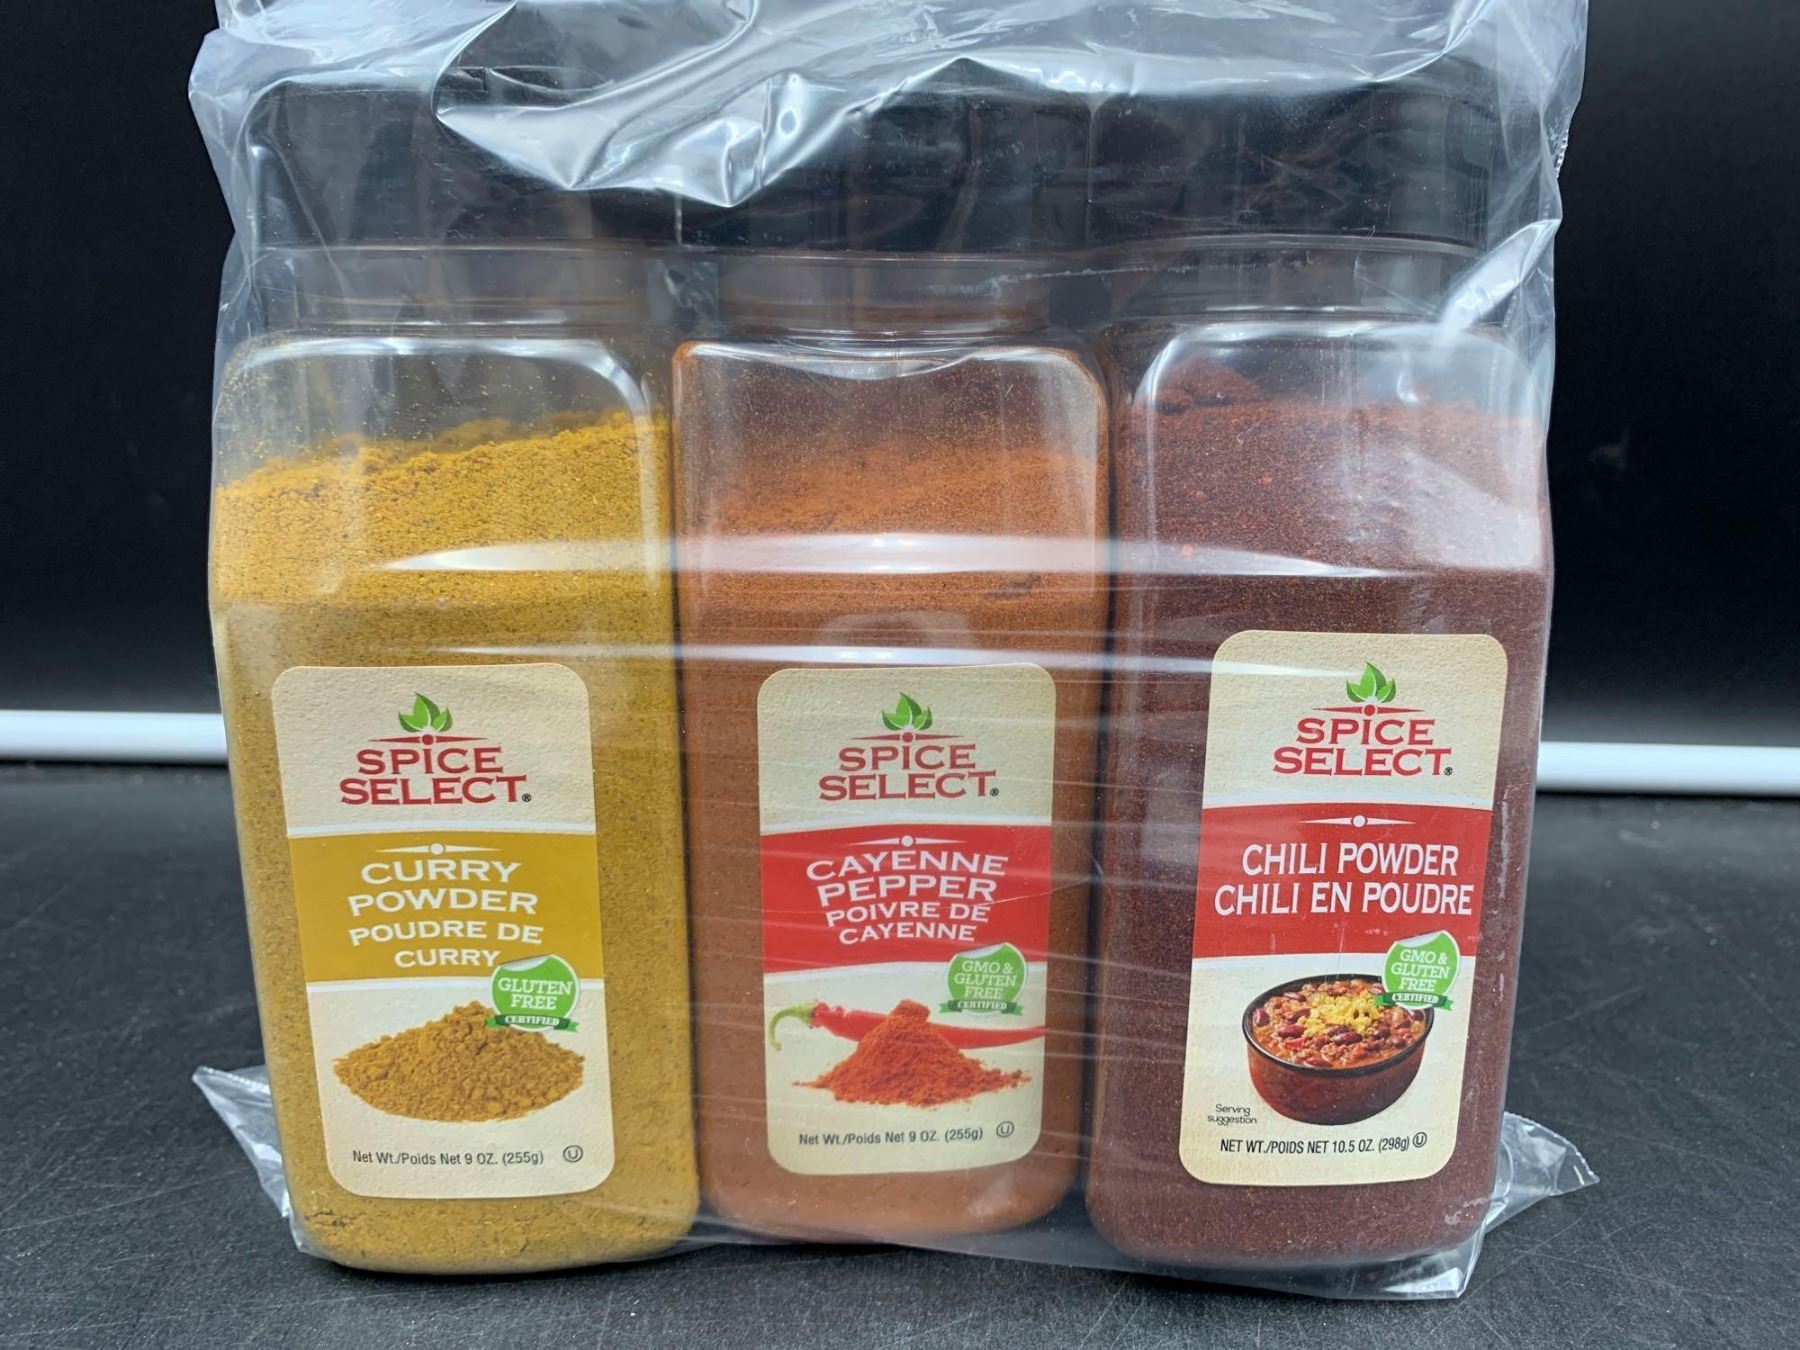 SPICE
SELECT®
CURRY
POWDER
POUDRE DE
CURRY
GLUTEN
FREE
CERTIFIED
Net Wt./Poids Net 9 OZ. (255g) Ⓤ
SPICE
SELECT®
CAYENNE
PEPPER
POIVRE DE
CAYENNE
GMO &
GLUTEN
FREE
CERTIFIED
Net Wt./Poids Net 9 OZ. (255g) Ⓤ
SPICE
SELECT®
CHILI POWDER
CHILI EN POUDRE
GMO &
GLUTEN
FREE
CERTIFIED
Serving
suggestion
NET WT./POIDS NET 10.5 OZ. (298g) Ⓤ